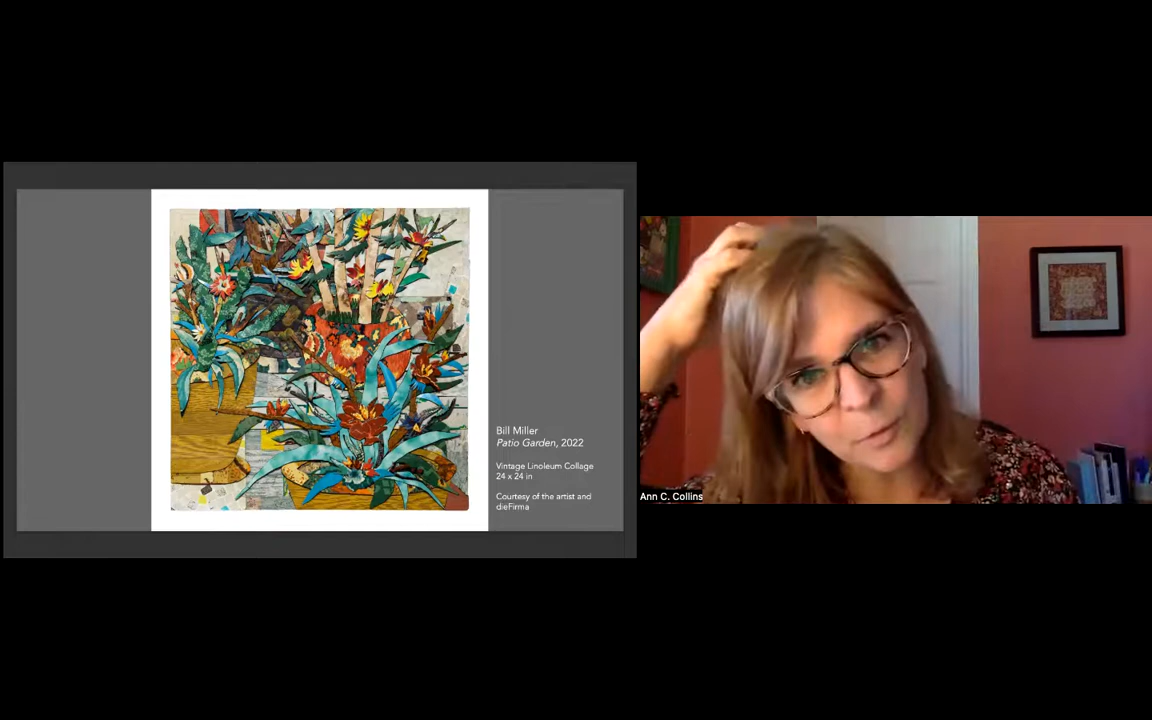 Bill Miller
Patio Garden, 2022
Vintage Linoleum Collage
24 x 24 in
Courtesy of the artist and
dieFirma
Ann C. Collins